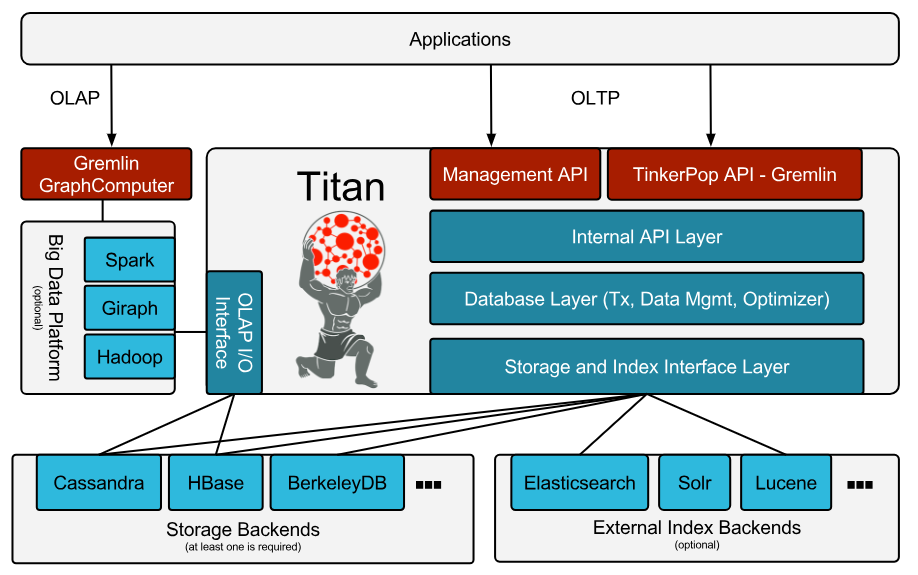 Applications
OLAP
OLTP
Gremlin
GraphComputer
Titan
Management API
TinkerPop API - Gremlin
Internal API Layer
Big Data Platform
(optional)
Spark
Giraph
Hadoop
OLAP I/O
Interface
Database Layer (Tx, Data Mgmt, Optimizer)
Storage and Index Interface Layer
Cassandra
HBase
BerkeleyDB
Storage Backends
(at least one is required)
Elasticsearch
Solr
Lucene
External Index Backends
(optional)